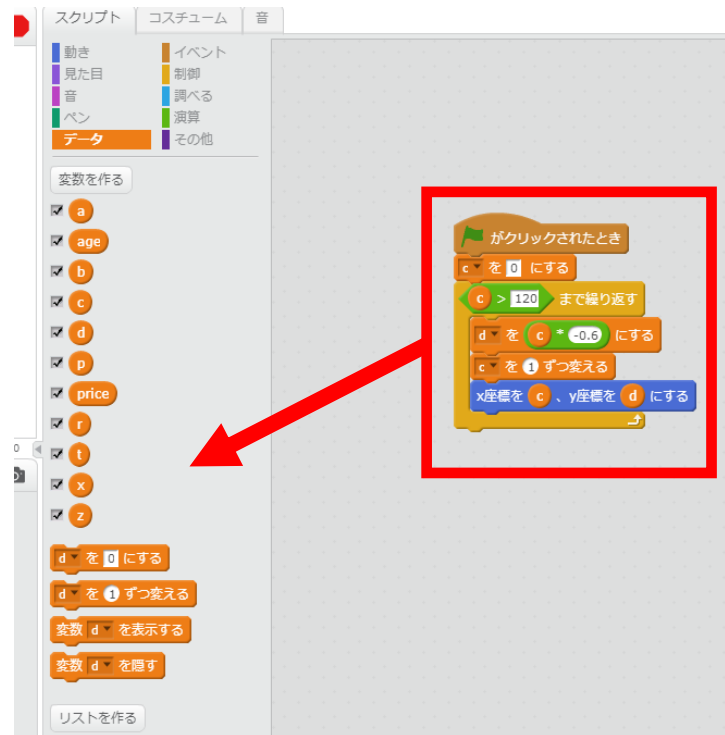 スクリプト コスチューム 音
動き イベント
見た目 制御
音 調べる
ペン 演算
データ その他
変数を作る
a
age
b
c
d
p
price
r
t
x
z
d を 0 にする
d を 1 ずつ変える
変数 d を表示する
変数 d を隠す
リストを作る
がクリックされたとき
c を 0 にする
c > 120 まで繰り返す
d を c * -0.6 にする
c を 1 ずつ変える
x座標を c 、y座標を d にする